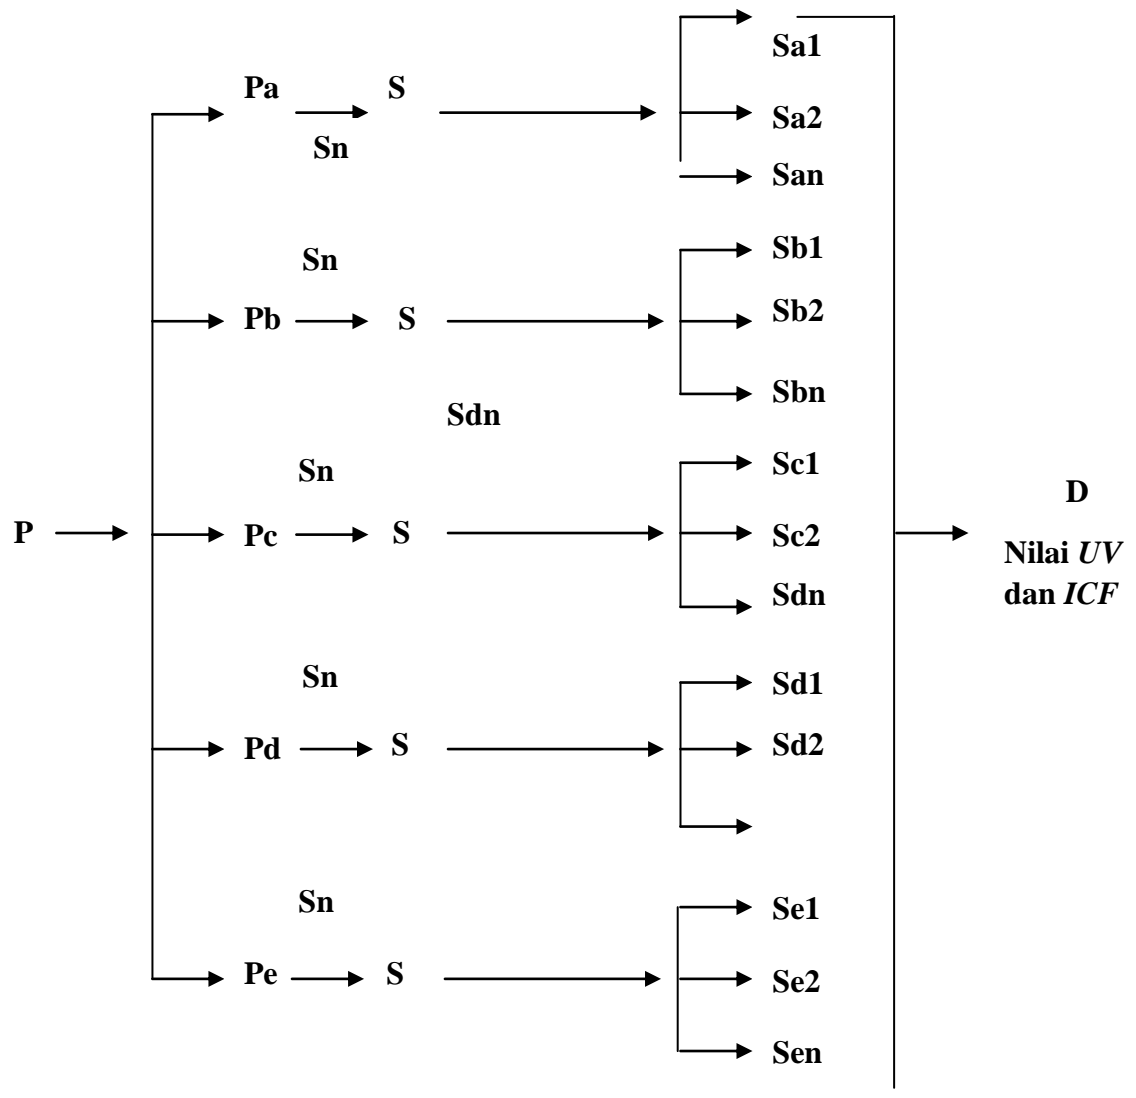 Sa1
Pa
S
Sa2
Sn
San
Sb1
Sn
Sb2
Pb
S
Sbn
Sdn
Sc1
Sn
D
P
Pc
S
Sc2
Nilai UV
dan ICF
Sdn
Sn
Sd1
Pd
S
Sd2
Sn
Se1
Pe
S
Se2
Sen